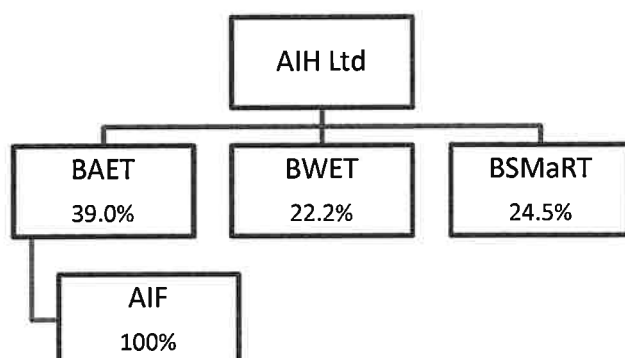 AIH Ltd
BAET
39.0%
BWET
22.2%
BSMaRT
24.5%
AIF
100%